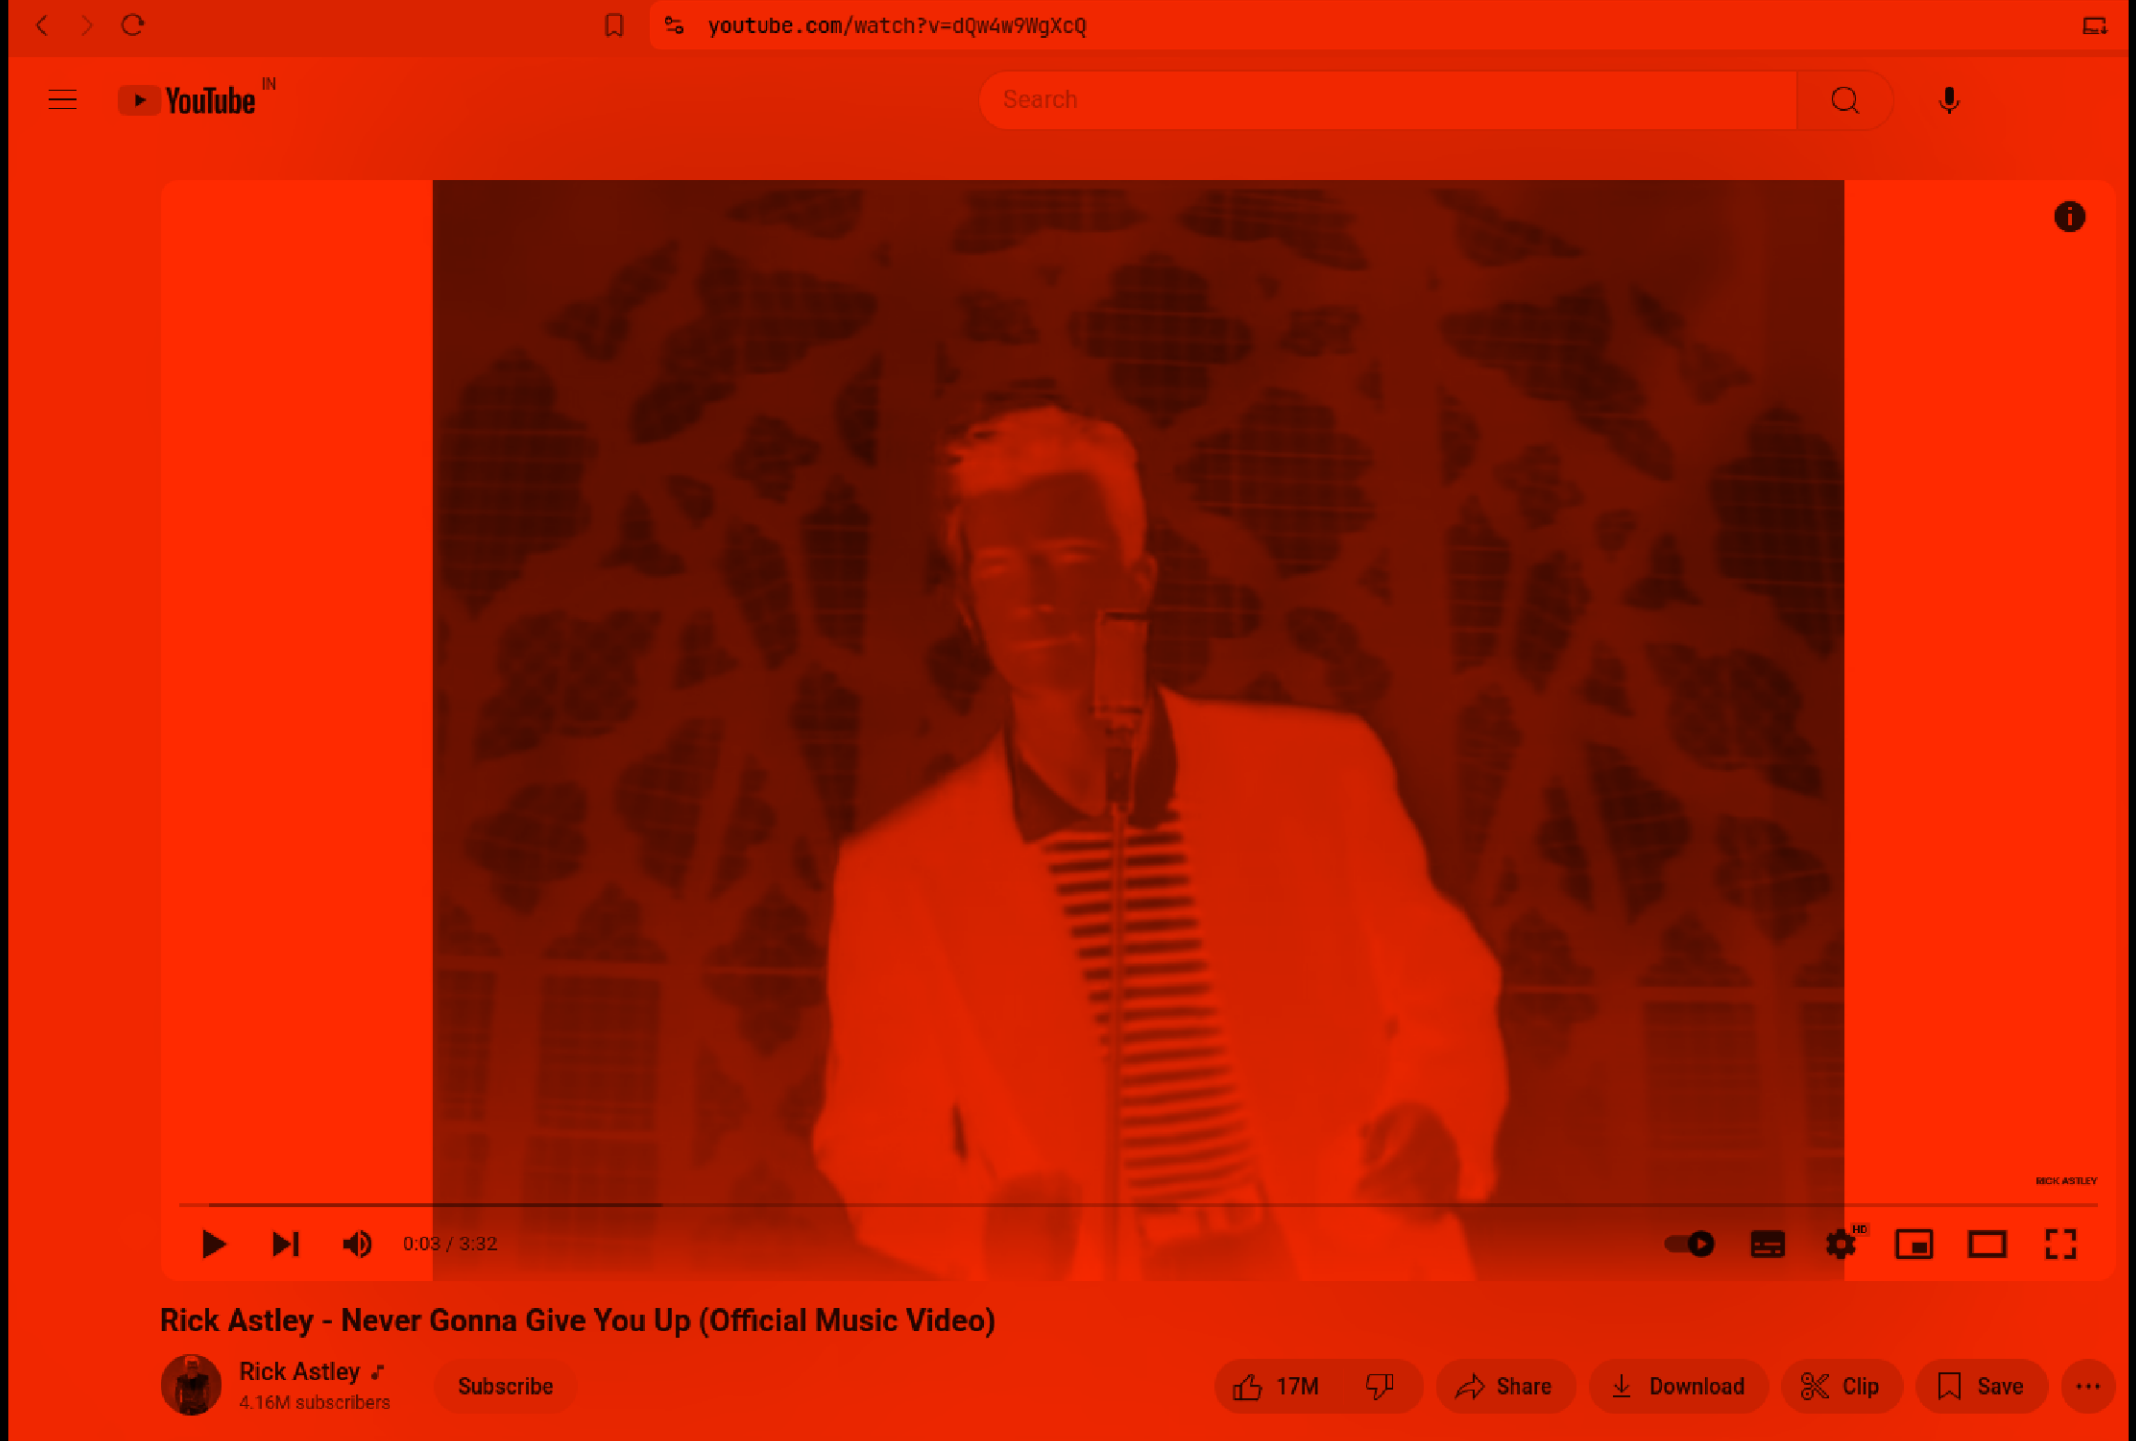 youtube.com/watch?v=dQw4w9WgXcQ
YouTube IN
Search
RICK ASTLEY
0:03 / 3:32
HD
Rick Astley - Never Gonna Give You Up (Official Music Video)
Rick Astley
4.16M subscribers
Subscribe
17M
Share
Download
Clip
Save